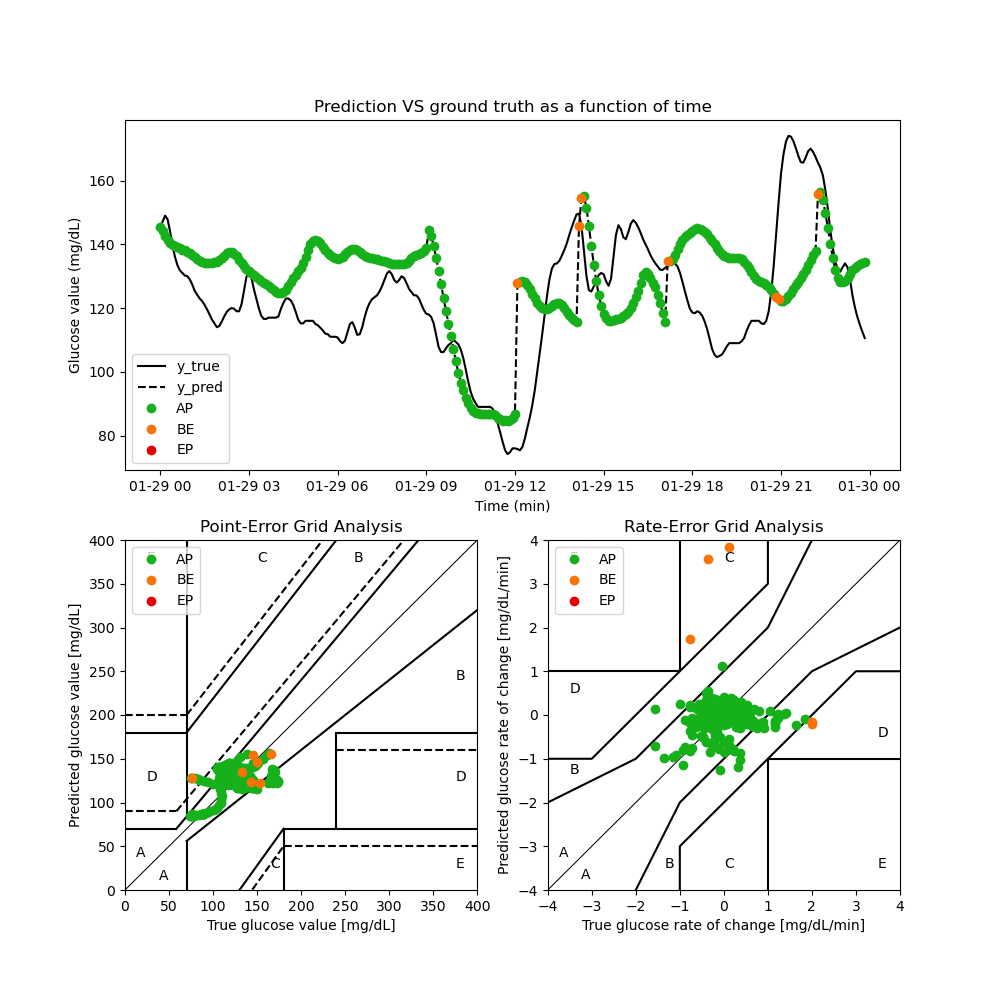 Prediction VS ground truth as a function of time
Glucose value (mg/dL)
160
140
120
100
80
y_true
y_pred
AP
BE
EP
01-29 00 01-29 03 01-29 06 01-29 09 01-29 12 01-29 15 01-29 18 01-29 21 01-30 00
Time (min)
Point-Error Grid Analysis
Predicted glucose value [mg/dL]
400
350
300
250
200
150
100
50
0
AP
BE
EP
C B
B
D D
A
A C E
0 50 100 150 200 250 300 350 400
True glucose value [mg/dL]
Rate-Error Grid Analysis
Predicted glucose rate of change [mg/dL/min]
4
3
2
1
0
−1
−2
−3
−4
AP
BE
EP
C
D
D
B
A
A B C E
−4 −3 −2 −1 0 1 2 3 4
True glucose rate of change [mg/dL/min]